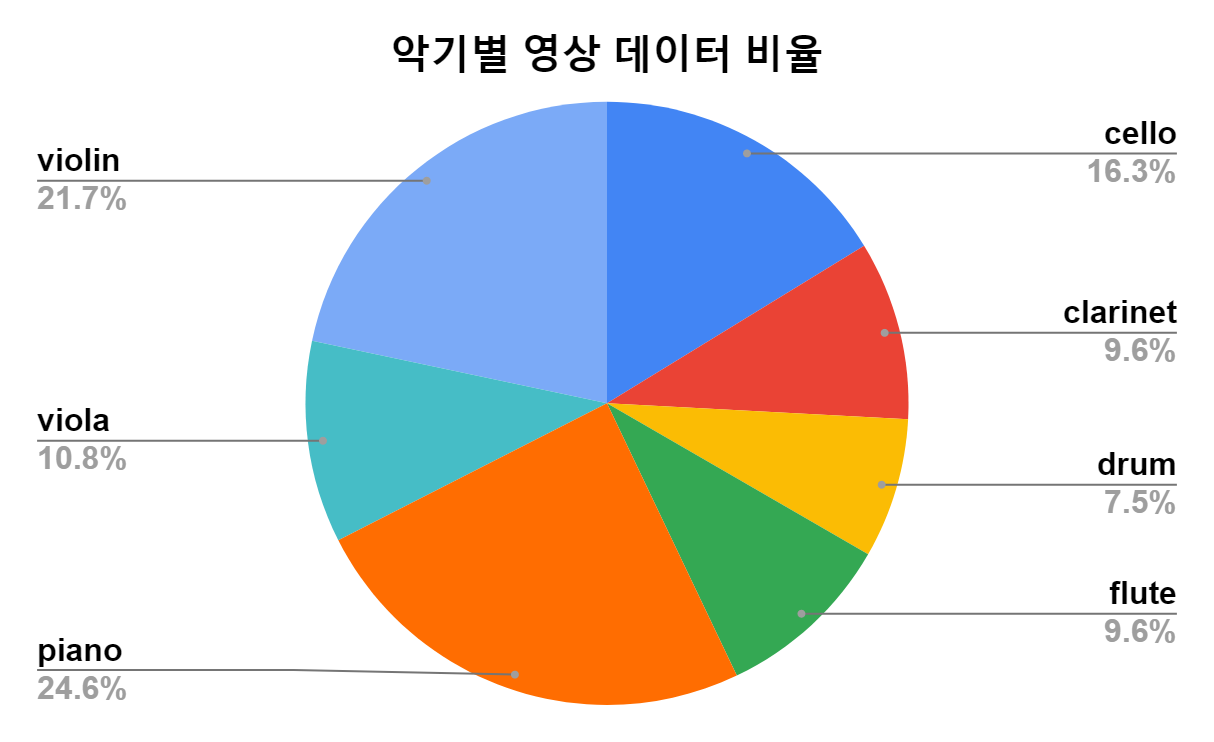 악기별 영상 데이터 비율
violin
21.7%
viola
10.8%
piano
24.6%
cello
16.3%
clarinet
9.6%
drum
7.5%
flute
9.6%